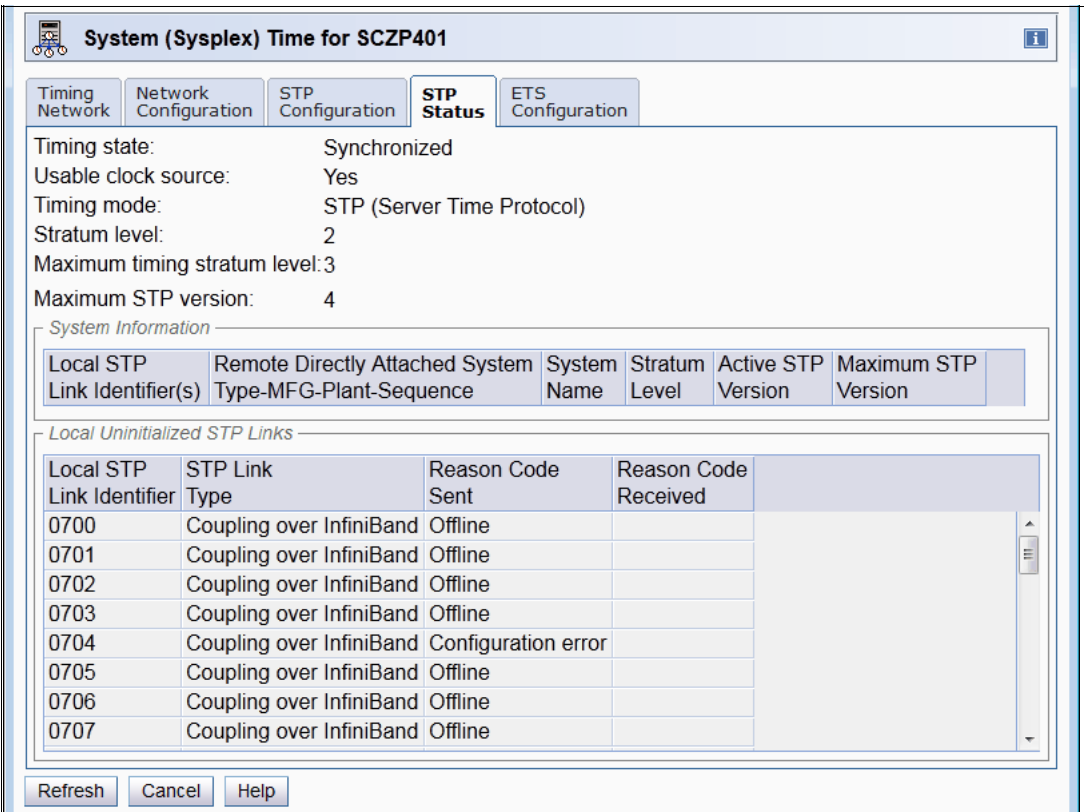 System (Sysplex) Time for SCZP401
i
Timing Network
Network Configuration
STP Configuration
STP Status
ETS Configuration
Timing state: Synchronized
Usable clock source: Yes
Timing mode: STP (Server Time Protocol)
Stratum level: 2
Maximum timing stratum level: 3
Maximum STP version: 4
System Information
Local STP Link Identifier(s) Remote Directly Attached System Type-MFG-Plant-Sequence System Name Stratum Level Active STP Version Maximum STP Version
Local Uninitialized STP Links
Local STP Link Identifier STP Link Type Reason Code Sent Reason Code Received
0700 Coupling over InfiniBand Offline
0701 Coupling over InfiniBand Offline
0702 Coupling over InfiniBand Offline
0703 Coupling over InfiniBand Offline
0704 Coupling over InfiniBand Configuration error
0705 Coupling over InfiniBand Offline
0706 Coupling over InfiniBand Offline
0707 Coupling over InfiniBand Offline
Refresh Cancel Help